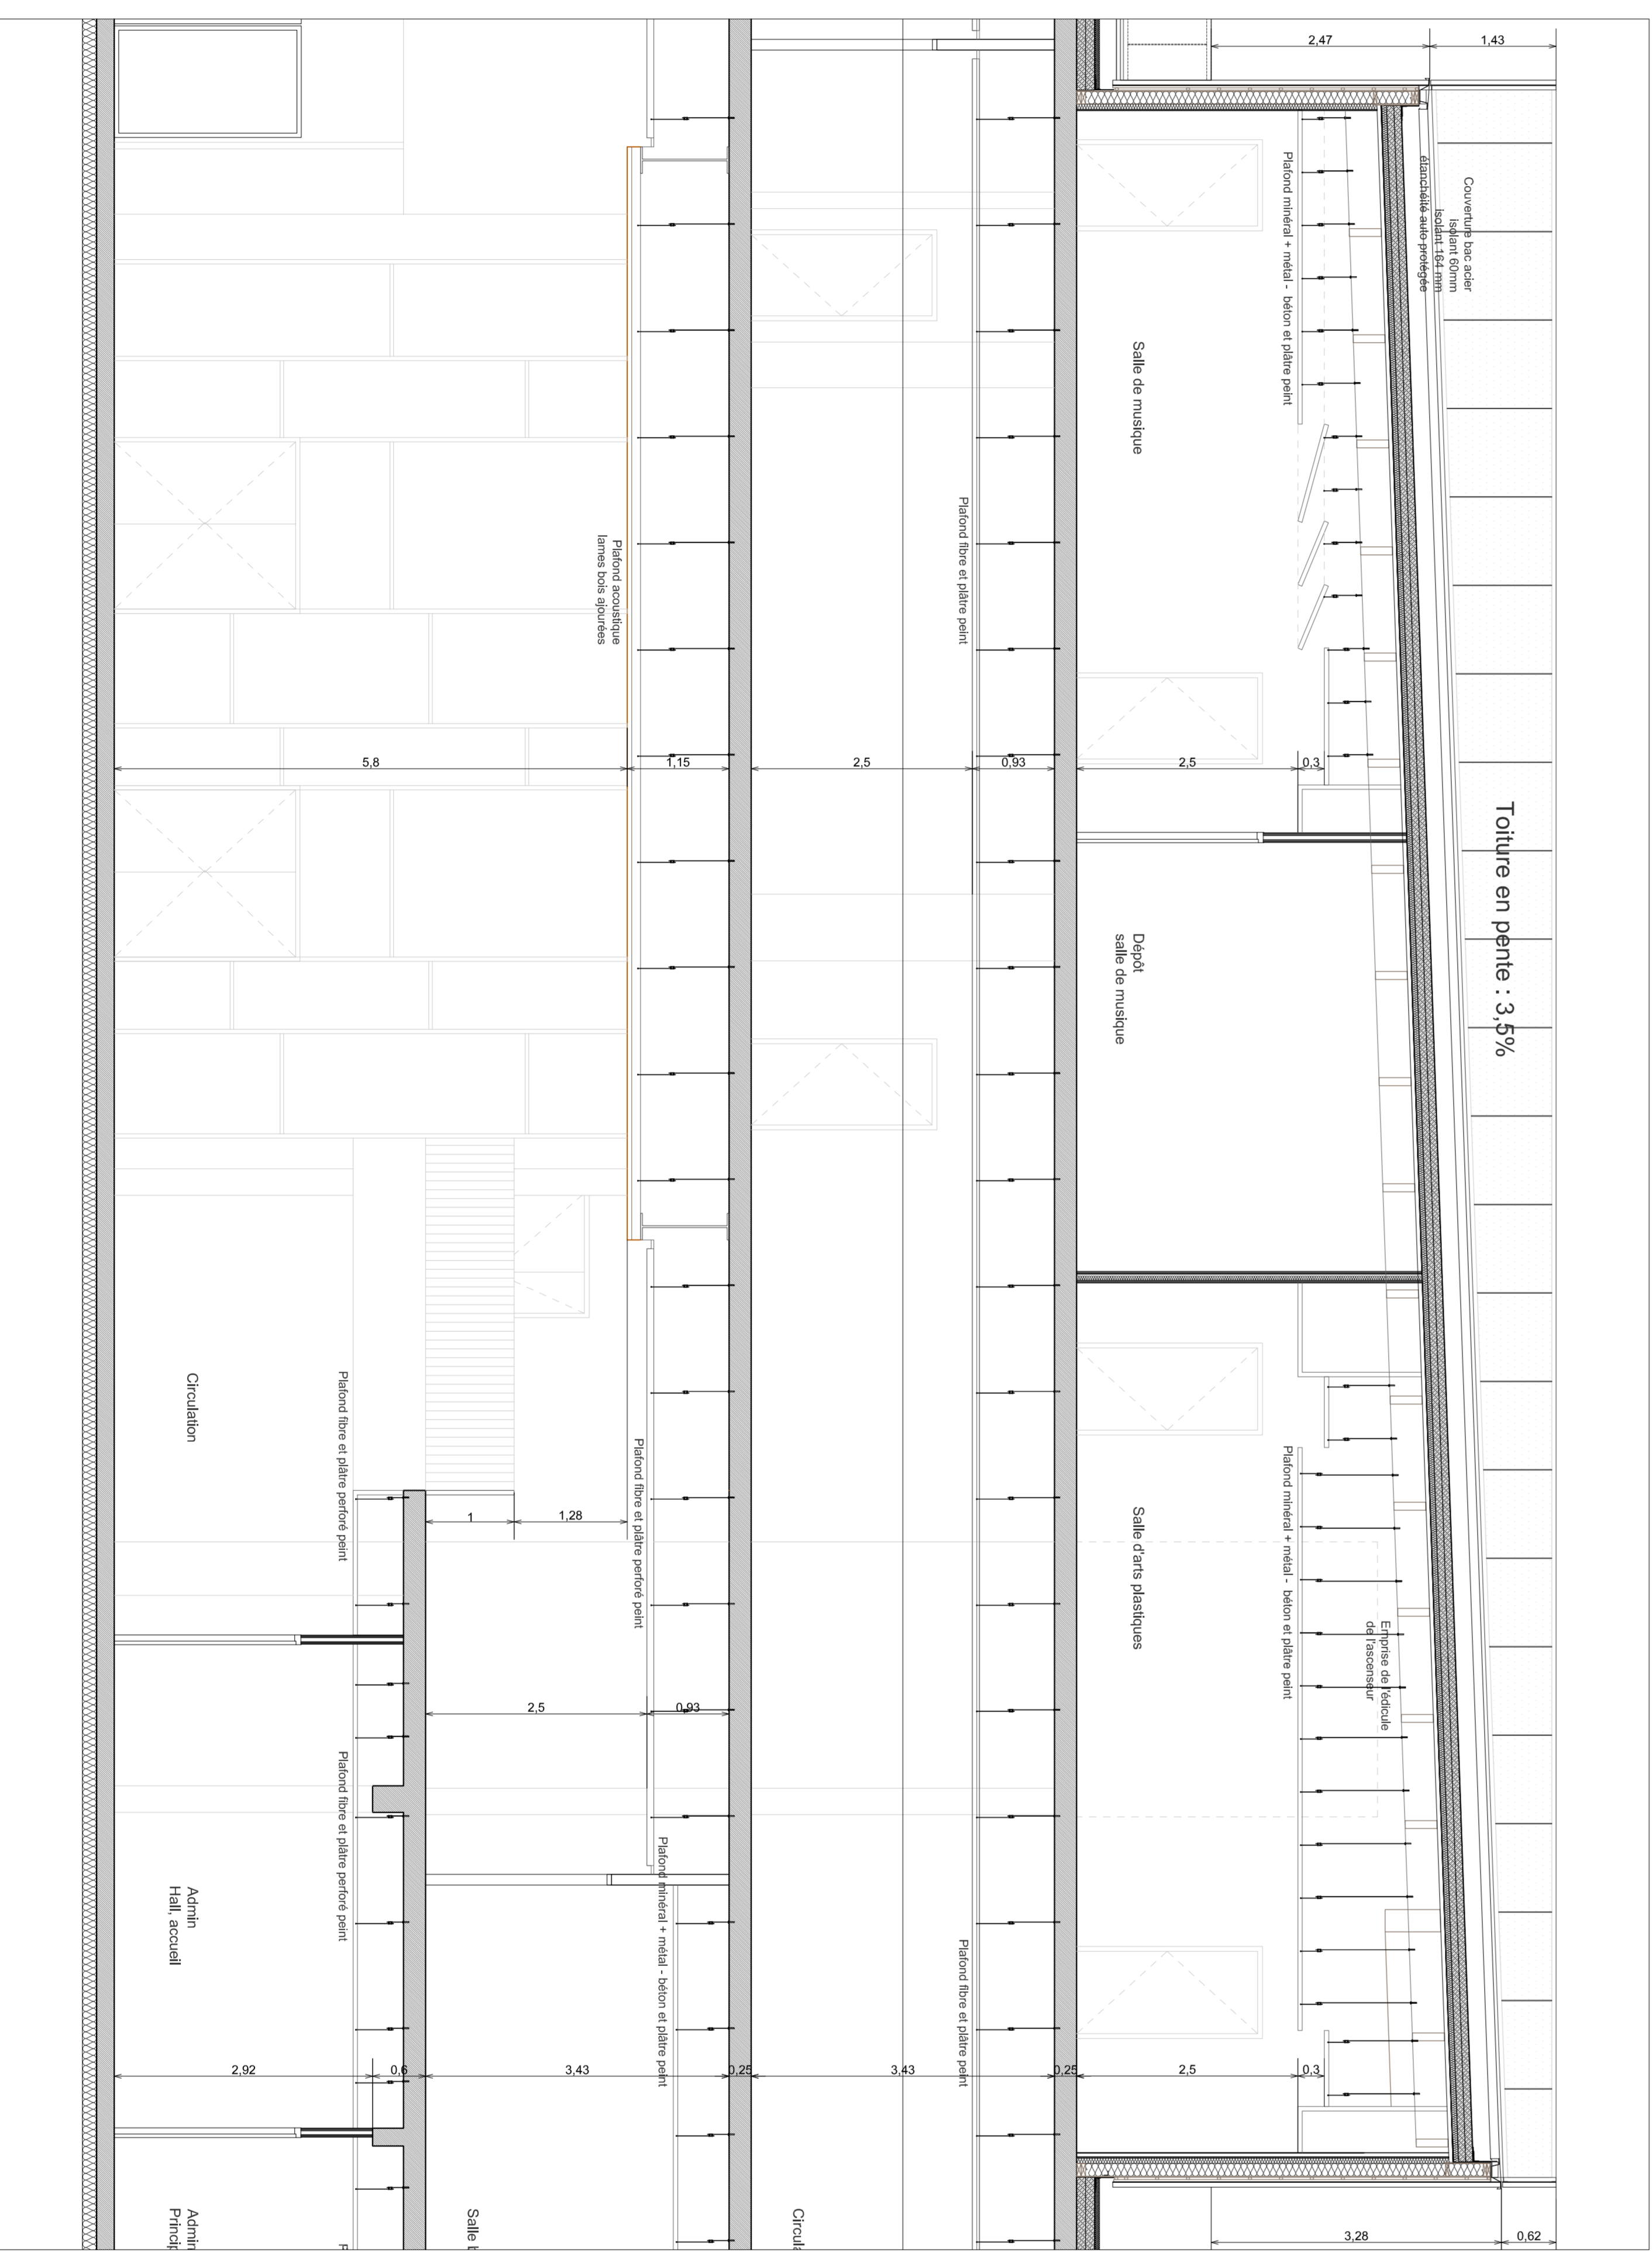 2,47
1,43
Couverture bac acier
isolant 60mm
isolant 164 mm
étanchéité auto protégée
Toiture en pente : 3,5%
Plafond minéral + métal - béton et plâtre peint
Salle de musique
2,5
0,3
Dépôt
salle de musique
Plafond minéral + métal - béton et plâtre peint
Salle d'arts plastiques
Emprise de l'édicule
de l'ascenseur
2,5
0,3
3,28
0,62
Plafond fibre et plâtre peint
2,5
0,93
Plafond fibre et plâtre peint
0,25
3,43
0,25
Circula
Plafond acoustique
lames bois ajourées
5,8
1,15
Plafond fibre et plâtre perforé peint
1
1,28
2,5
0,93
Plafond minéral + métal - béton et plâtre peint
3,43
Salle
Circulation
Plafond fibre et plâtre perforé peint
Plafond fibre et plâtre perforé peint
Admin
Hall, accueil
2,92
0,6
Admin
Princip